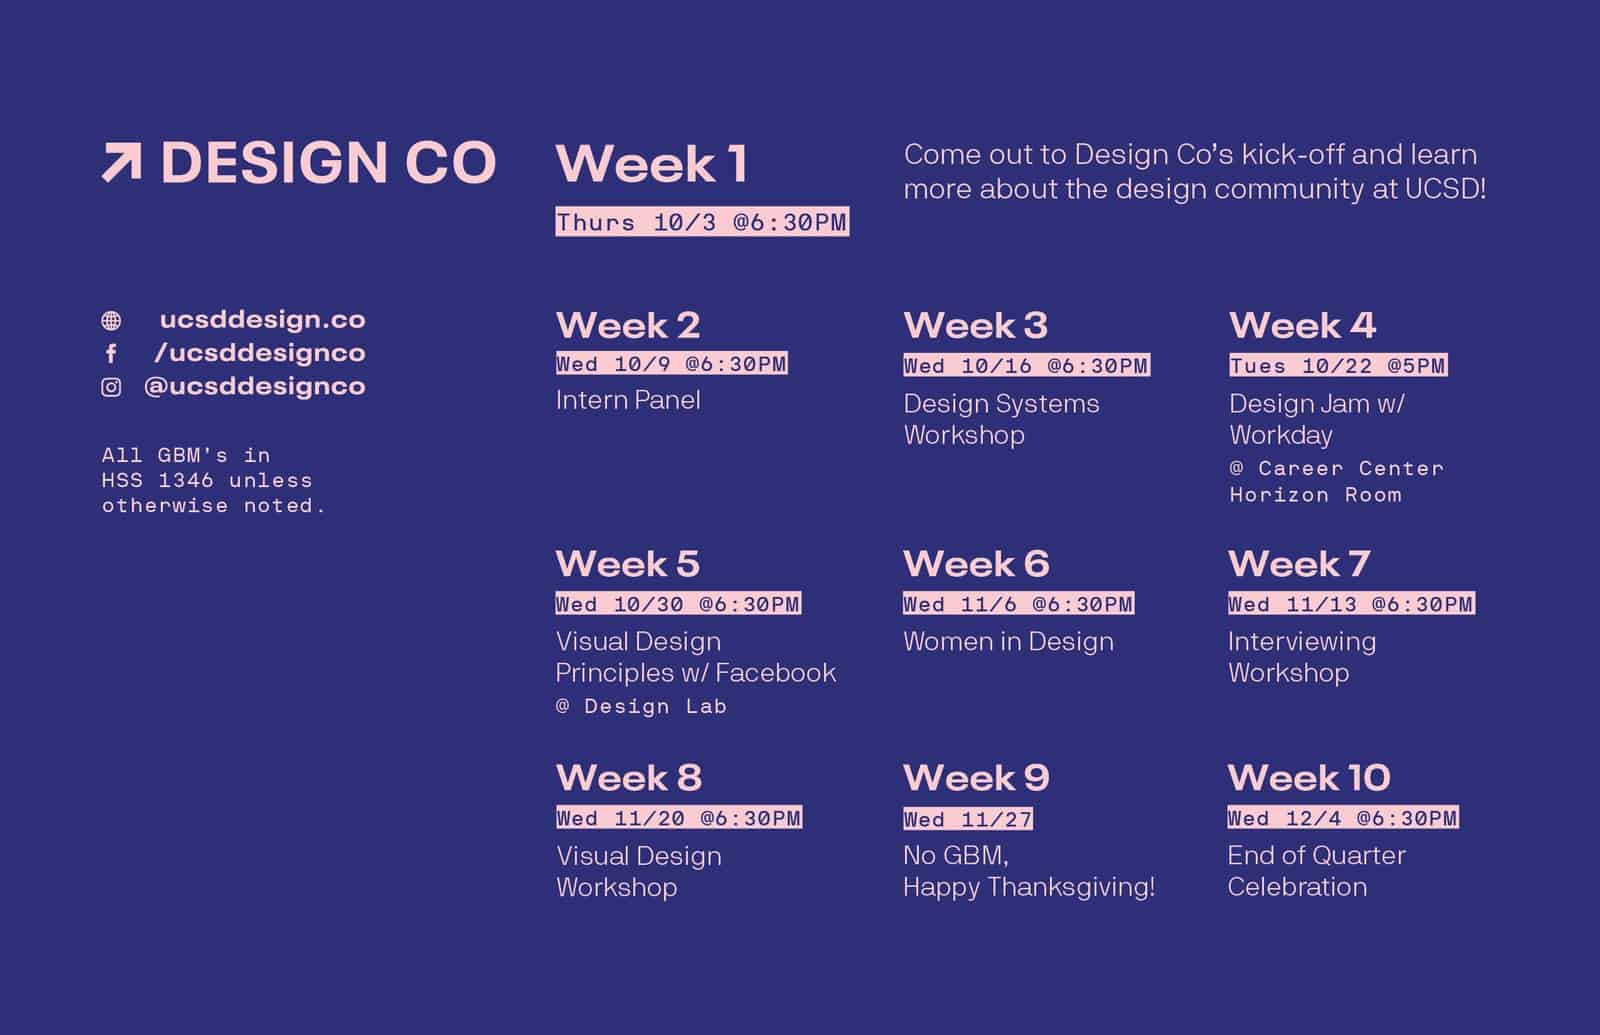 DESIGN CO
Week 1
Thurs 10/3 @6:30PM
Come out to Design Co’s kick-off and learn
more about the design community at UCSD!
ucsddesign.co
/ucsddesignco
@ucsddesignco
All GBM's in
HSS 1346 unless
otherwise noted.
Week 2
Wed 10/9 @6:30PM
Intern Panel
Week 3
Wed 10/16 @6:30PM
Design Systems
Workshop
Week 4
Tues 10/22 @5PM
Design Jam w/
Workday
@ Career Center
Horizon Room
Week 5
Wed 10/30 @6:30PM
Visual Design
Principles w/ Facebook
@ Design Lab
Week 6
Wed 11/6 @6:30PM
Women in Design
Week 7
Wed 11/13 @6:30PM
Interviewing
Workshop
Week 8
Wed 11/20 @6:30PM
Visual Design
Workshop
Week 9
Wed 11/27
No GBM,
Happy Thanksgiving!
Week 10
Wed 12/4 @6:30PM
End of Quarter
Celebration